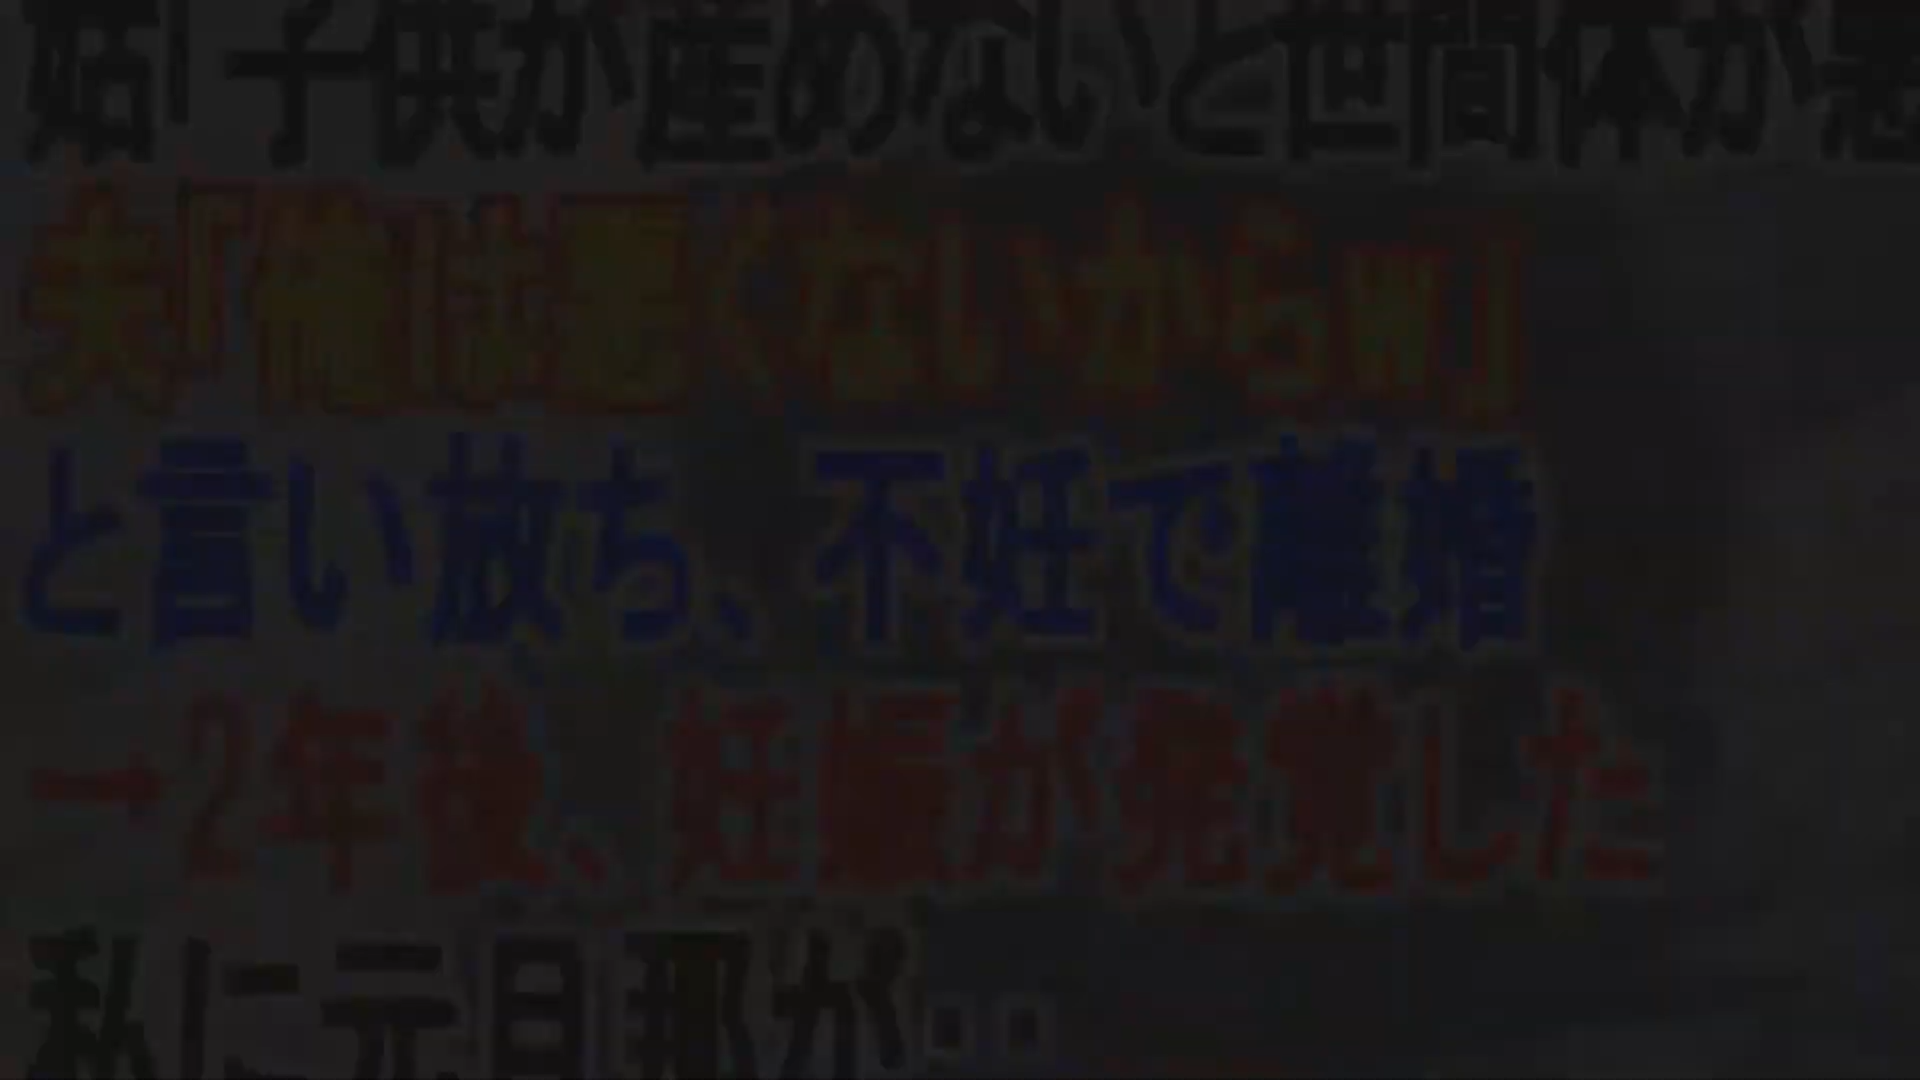 姑「子供が産めないと世間体が悪
夫「俺は悪くないからw」
と言い放ち、不妊で離婚
→2年後、妊娠が発覚した
私に元旦那が‥